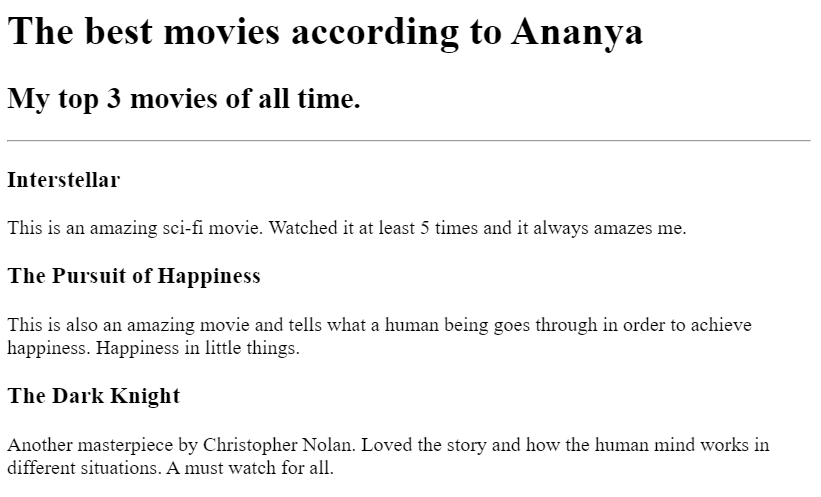 The best movies according to Ananya
My top 3 movies of all time.
Interstellar
This is an amazing sci-fi movie. Watched it at least 5 times and it always amazes me.
The Pursuit of Happiness
This is also an amazing movie and tells what a human being goes through in order to achieve
happiness. Happiness in little things.
The Dark Knight
Another masterpiece by Christopher Nolan. Loved the story and how the human mind works in
different situations. A must watch for all.